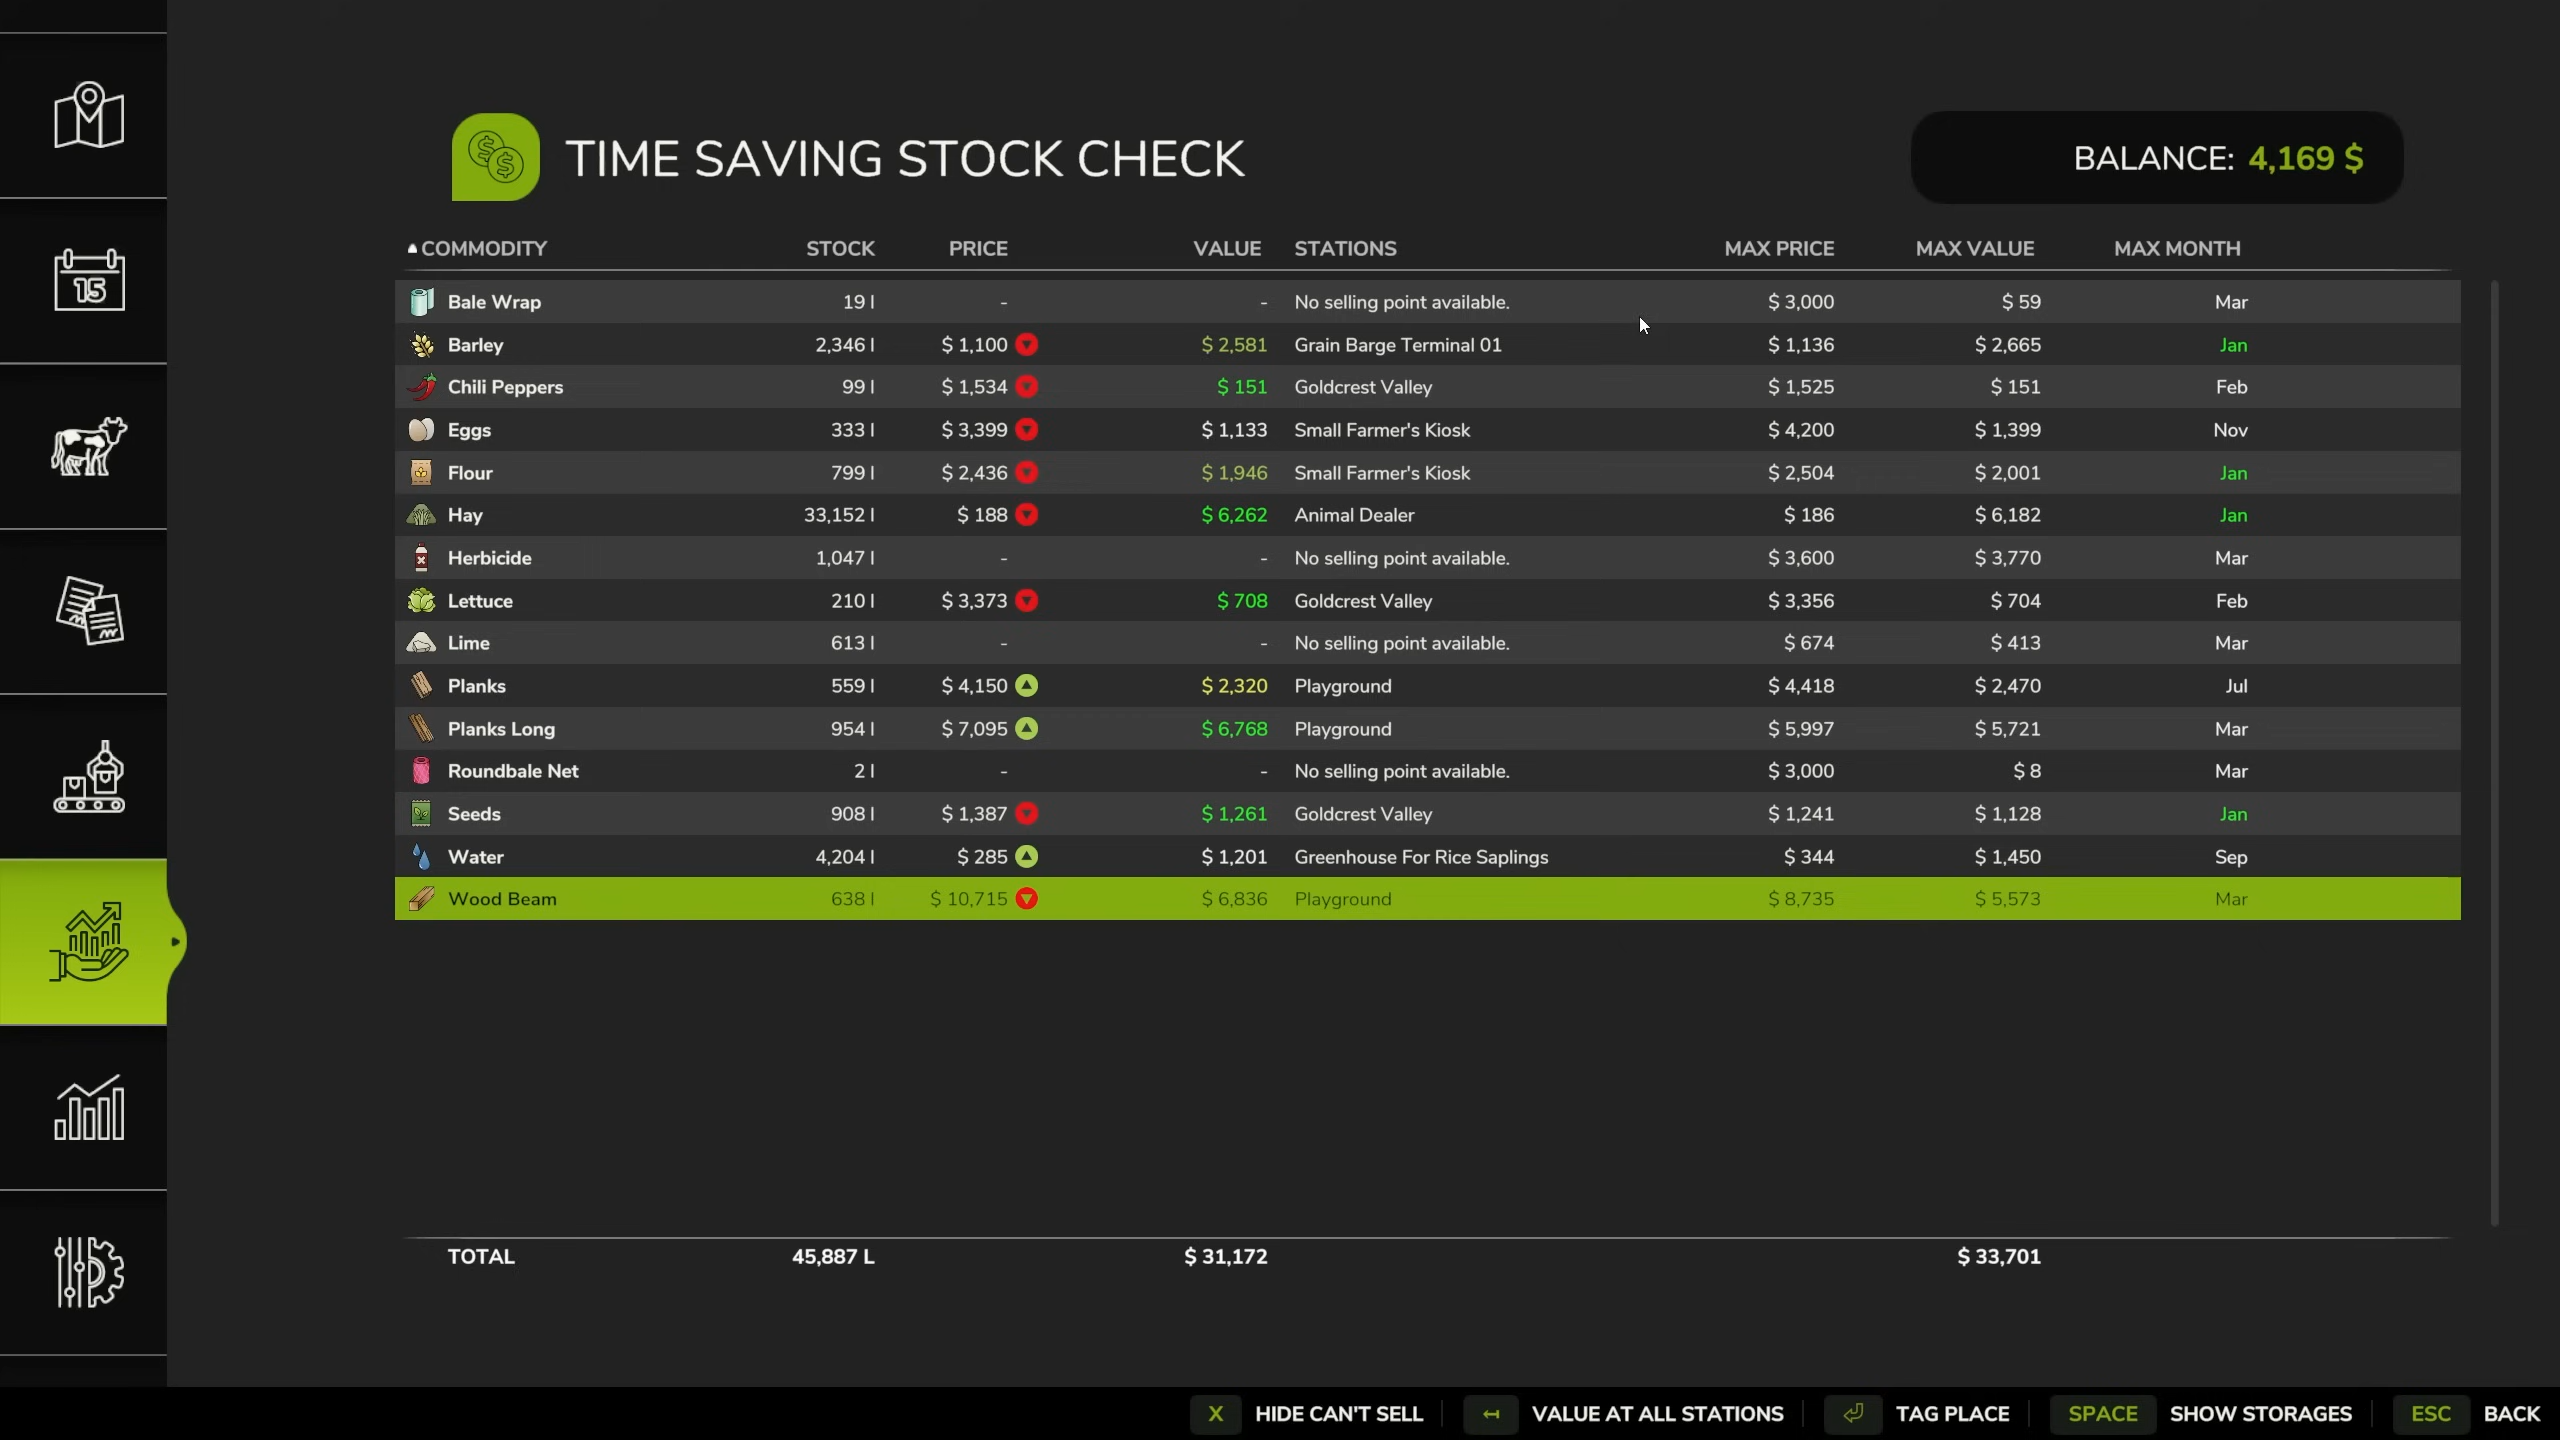 TIME SAVING STOCK CHECK
BALANCE: 4,169 $
COMMODITY STOCK PRICE VALUE STATIONS MAX PRICE MAX VALUE MAX MONTH
Bale Wrap 19 l - - No selling point available. $ 3,000 $ 59 Mar
Barley 2,346 l $ 1,100 $ 2,581 Grain Barge Terminal 01 $ 1,136 $ 2,665 Jan
Chili Peppers 99 l $ 1,534 $ 151 Goldcrest Valley $ 1,525 $ 151 Feb
Eggs 333 l $ 3,399 $ 1,133 Small Farmer's Kiosk $ 4,200 $ 1,399 Nov
Flour 799 l $ 2,436 $ 1,946 Small Farmer's Kiosk $ 2,504 $ 2,001 Jan
Hay 33,152 l $ 188 $ 6,262 Animal Dealer $ 186 $ 6,182 Jan
Herbicide 1,047 l - - No selling point available. $ 3,600 $ 3,770 Mar
Lettuce 210 l $ 3,373 $ 708 Goldcrest Valley $ 3,356 $ 704 Feb
Lime 613 l - - No selling point available. $ 674 $ 413 Mar
Planks 559 l $ 4,150 $ 2,320 Playground $ 4,418 $ 2,470 Jul
Planks Long 954 l $ 7,095 $ 6,768 Playground $ 5,997 $ 5,721 Mar
Roundbale Net 2 l - - No selling point available. $ 3,000 $ 8 Mar
Seeds 908 l $ 1,387 $ 1,261 Goldcrest Valley $ 1,241 $ 1,128 Jan
Water 4,204 l $ 285 $ 1,201 Greenhouse For Rice Saplings $ 344 $ 1,450 Sep
Wood Beam 638 l $ 10,715 $ 6,836 Playground $ 8,735 $ 5,573 Mar
TOTAL 45,887 L $ 31,172 $ 33,701
15
X HIDE CAN'T SELL VALUE AT ALL STATIONS TAG PLACE SPACE SHOW STORAGES ESC BACK